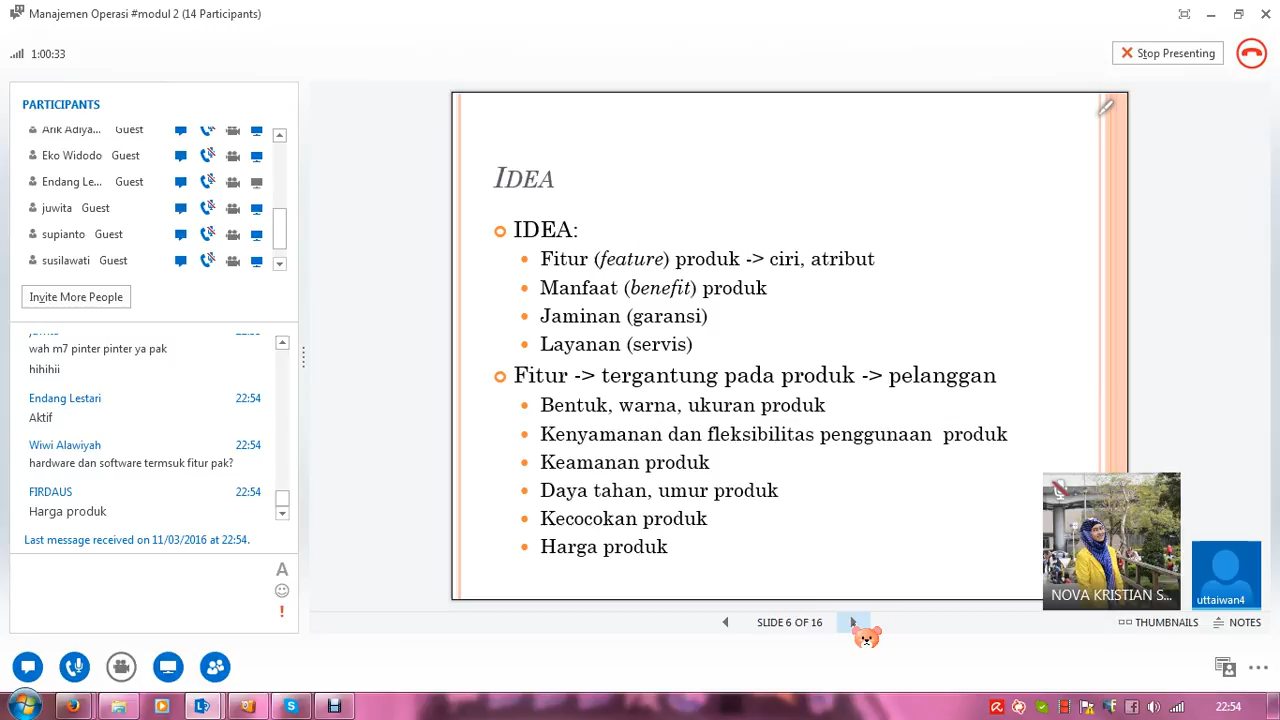 Manajemen Operasi #modul 2 (14 Participants)
1:00:33
Stop Presenting
PARTICIPANTS
Arik Adiya... Guest
Eko Widodo Guest
Endang Le... Guest
juwita Guest
supianto Guest
susilawati Guest
Invite More People
wah m7 pinter pinter ya pak
hihihii
Endang Lestari 22:54
Aktif
Wiwi Alawiyah 22:54
hardware dan software termsuk fitur pak?
FIRDAUS 22:54
Harga produk
Last message received on 11/03/2016 at 22:54.
A
IDEA
IDEA:
Fitur (feature) produk -> ciri, atribut
Manfaat (benefit) produk
Jaminan (garansi)
Layanan (servis)
Fitur -> tergantung pada produk -> pelanggan
Bentuk, warna, ukuran produk
Kenyamanan dan fleksibilitas penggunaan produk
Keamanan produk
Daya tahan, umur produk
Kecocokan produk
Harga produk
NOVA KRISTIAN S...
uttaiwan4
SLIDE 6 OF 16
THUMBNAILS
NOTES
22:54